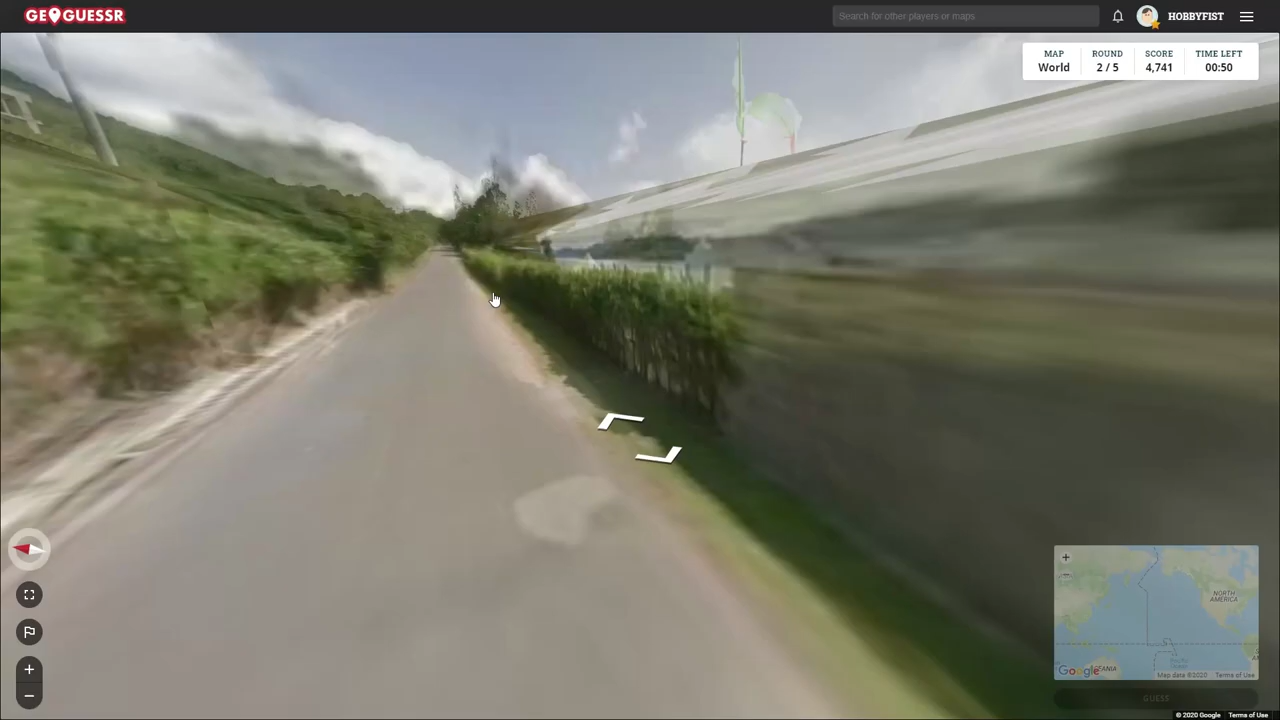 GEOGUESSR
Search for other players or maps
HOBBYFIST
MAP ROUND SCORE TIME LEFT
World 2 / 5 4,741 00:50
NORTH
AMERICA
Google
Map data ©2020 Terms of Use
GUESS
© 2020 Google Terms of Use